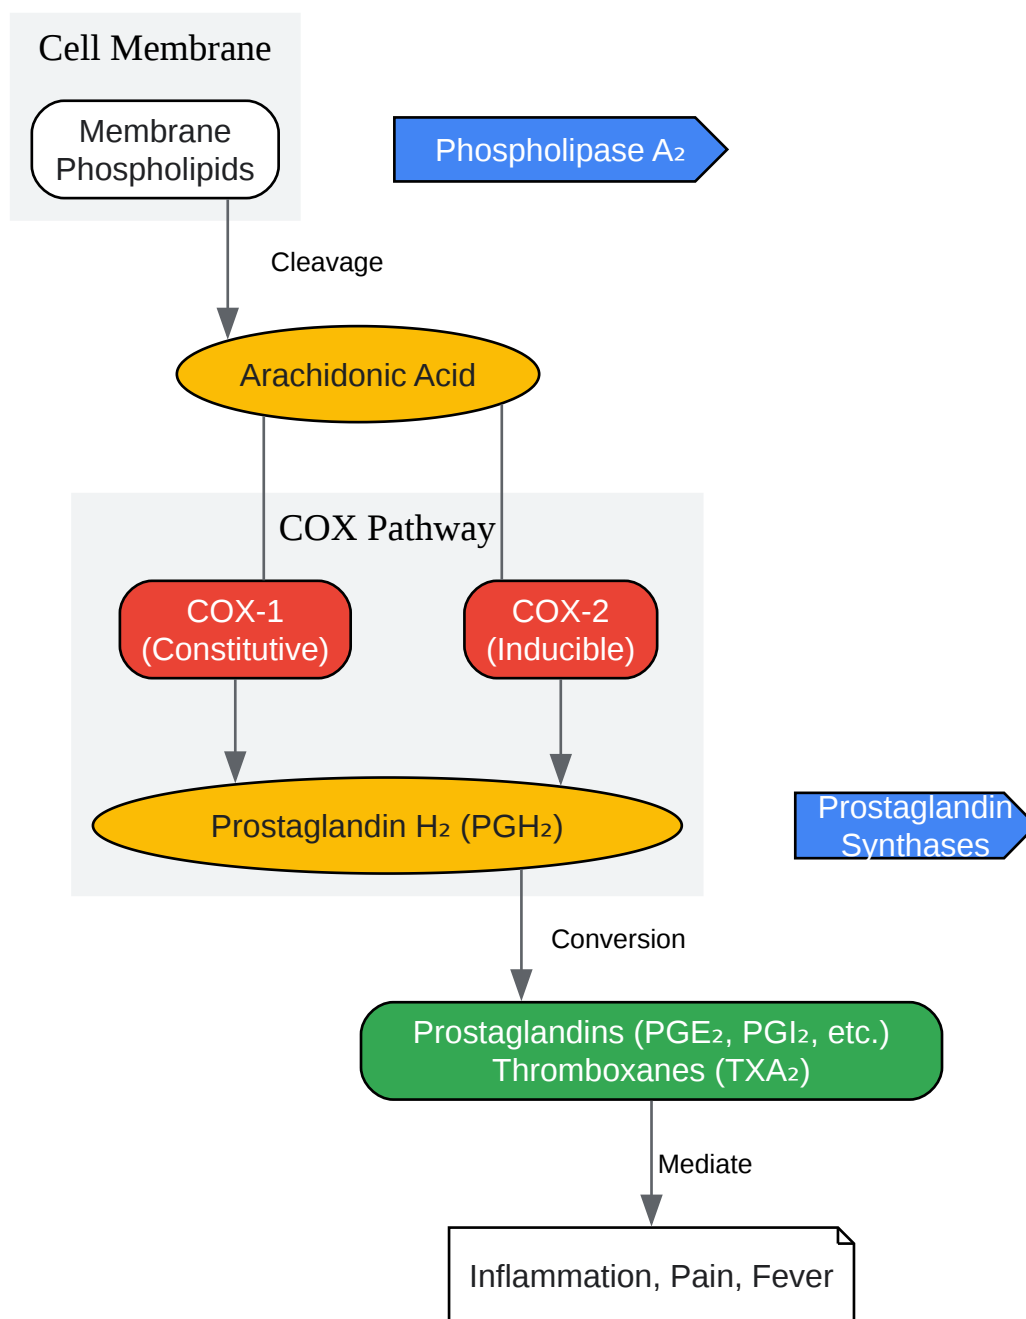 Cell Membrane
Membrane
Phospholipids
Phospholipase A₂
Cleavage
Arachidonic Acid
COX Pathway
COX-1
(Constitutive)
COX-2
(Inducible)
Prostaglandin H₂ (PGH₂)
Prostaglandin
Synthases
Conversion
Prostaglandins (PGE₂, PGI₂, etc.)
Thromboxanes (TXA₂)
Mediate
Inflammation, Pain, Fever